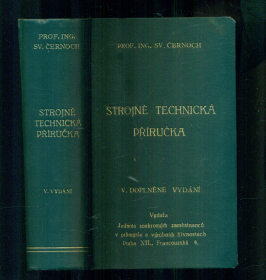 PROF. ING.
SV. ČERNOCH
STROJNĚ
TECHNICKÁ
PŘÍRUČKA
V. VYDÁNÍ
PROF. ING. SV. ČERNOCH
STROJNĚ TECHNICKÁ
PŘÍRUČKA
V. DOPLNĚNÉ VYDÁNÍ
Vydala
Jednota soukromých zaměstnanců
v průmyslu a výrobních živnostech
Praha XII., Francouzská 4.